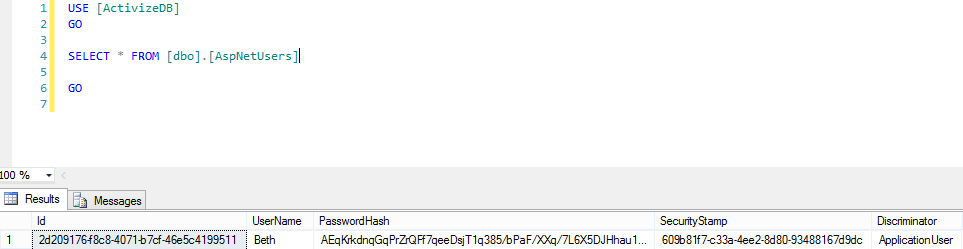 1 USE [ActivizeDB]
2 GO
3
4 SELECT * FROM [dbo].[AspNetUsers]
5
6 GO
7
100 %
Results Messages
Id UserName PasswordHash SecurityStamp Discriminator
1 2d209176-f8c8-4071-b7cf-46e5c4199511 Beth AEqKrkdnqGqPrZrQFf7qeeDsjT1q385/bPaF/XXq/7L6X5DJHhau1... 609b81f7-c33a-4ee2-8d80-93488167d9dc ApplicationUser